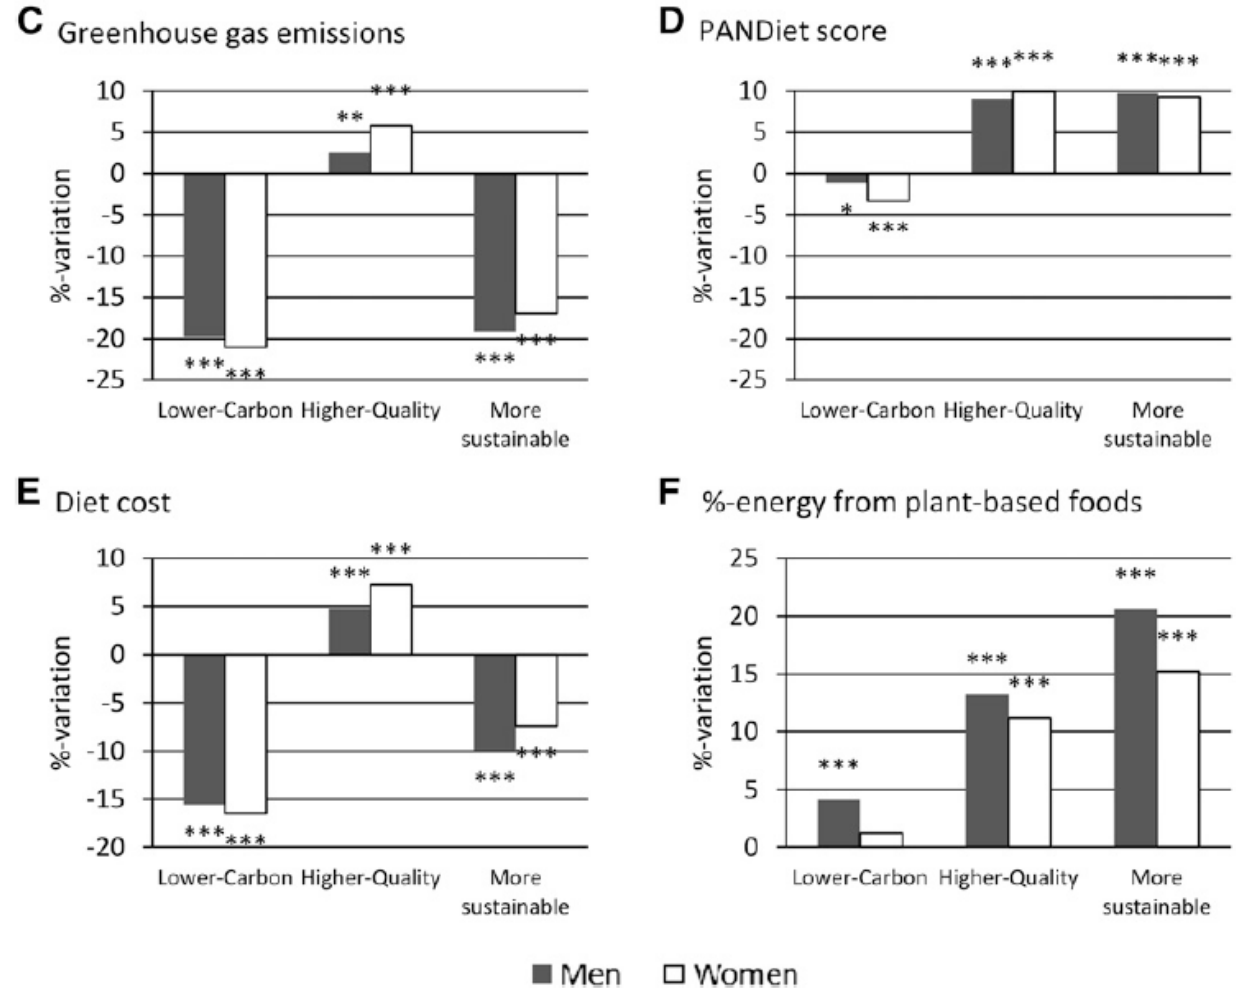 C Greenhouse gas emissions
10
5
0
-5
-10
-15
-20
-25
%-variation
**
***
***
***
***
***
Lower-Carbon
Higher-Quality
More
sustainable
D PANDiet score
10
5
0
-5
-10
-15
-20
-25
%-variation
***
***
***
***
*
***
Lower-Carbon
Higher-Quality
More
sustainable
E Diet cost
10
5
0
-5
-10
-15
-20
%-variation
***
***
***
***
***
***
Lower-Carbon
Higher-Quality
More
sustainable
F %-energy from plant-based foods
25
20
15
10
5
0
%-variation
***
***
***
***
***
Lower-Carbon
Higher-Quality
More
sustainable
Men
Women